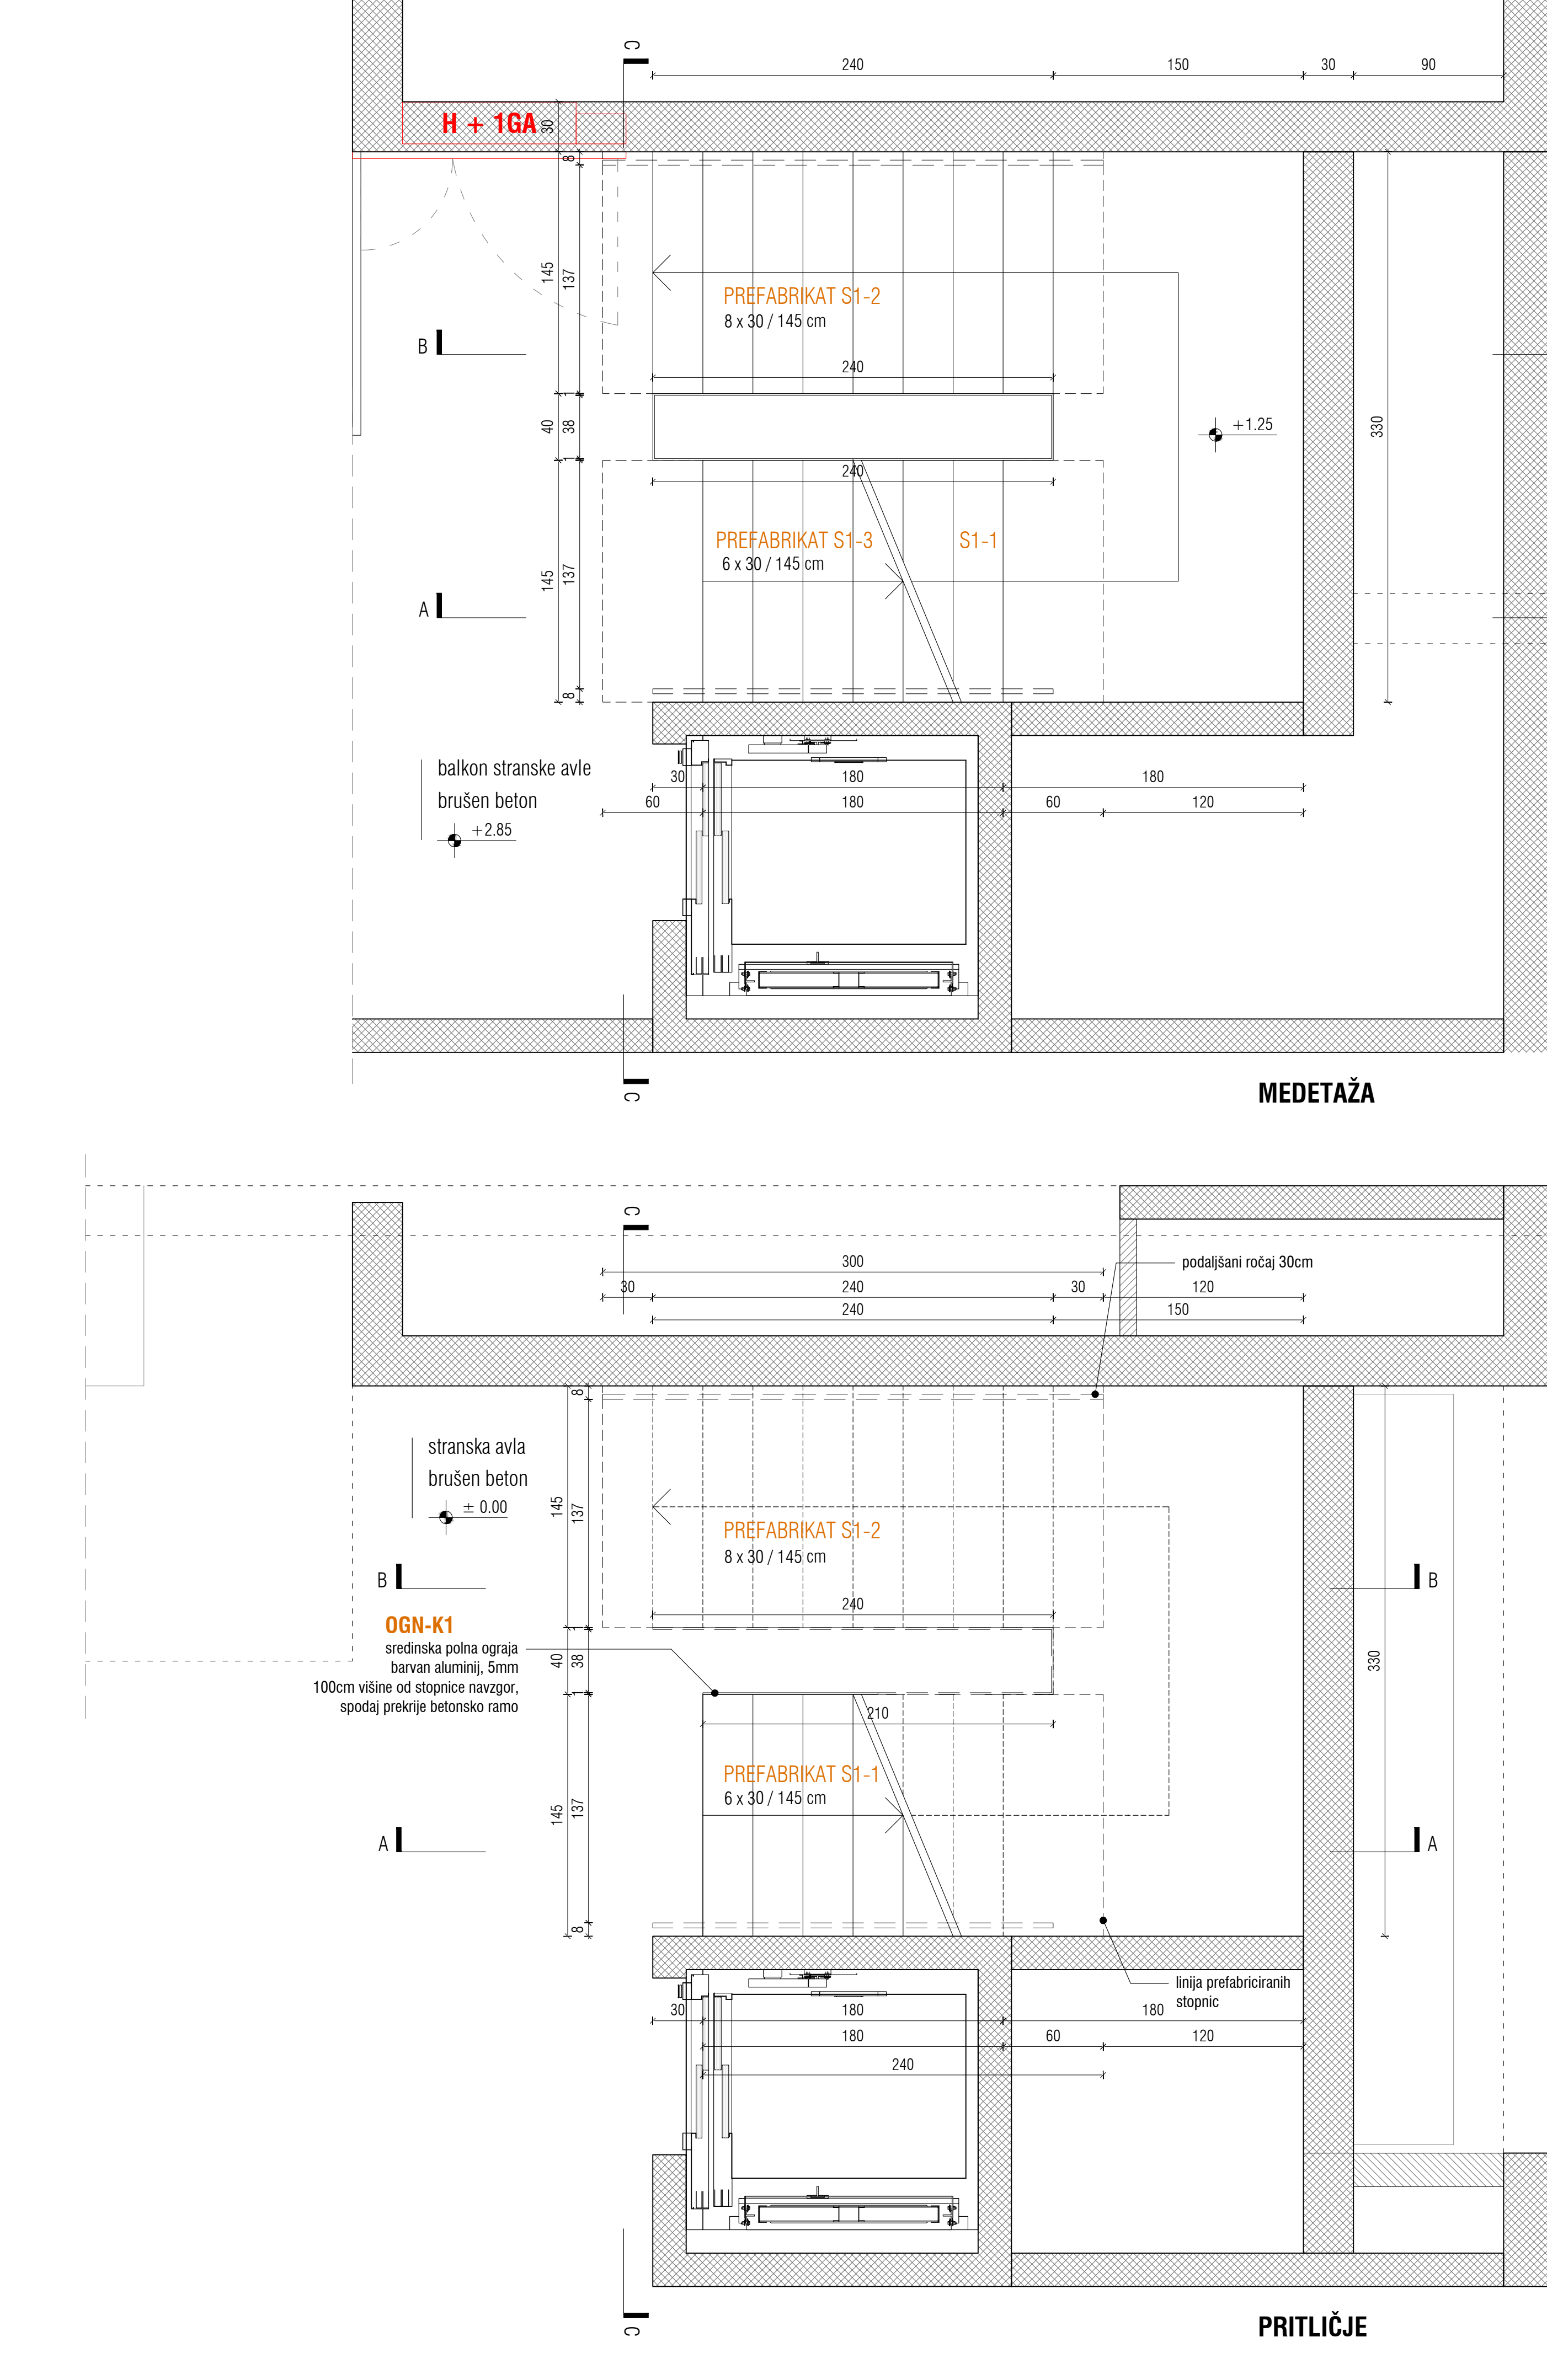 C
240
150
30
90
H + 1GA
30
8
145
137
PREFABRIKAT S1-2
8 x 30 / 145 cm
B
240
1
40
38
1
+1.25
330
240
PREFABRIKAT S1-3
S1-1
6 x 30 / 145 cm
145
137
A
8
balkon stranske avle
brušen beton
+2.85
30
180
180
60
180
60
120
C
MEDETAŽA
C
300
podaljšani ročaj 30cm
30
240
30
120
240
150
8
stranska avla
brušen beton
± 0.00
145
137
PREFABRIKAT S1-2
8 x 30 / 145 cm
B
B
240
OGN-K1
sredinska polna ograja
barvan aluminij, 5mm
100cm višine od stopnice navzgor,
spodaj prekrije betonsko ramo
1
40
38
1
330
210
PREFABRIKAT S1-1
6 x 30 / 145 cm
145
137
A
A
8
linija prefabriciranih
stopnic
30
180
180
180
60
120
240
C
PRITLIČJE